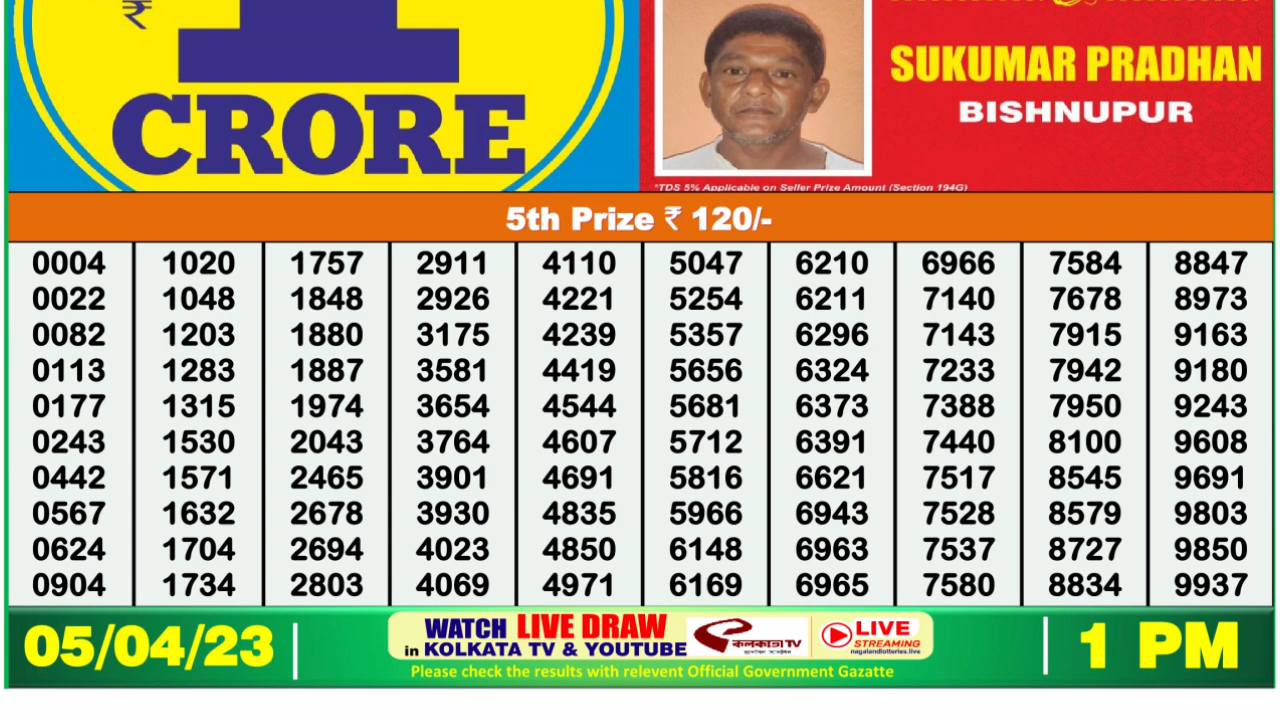 ₹
CRORE
SUKUMAR PRADHAN
BISHNUPUR
*TDS 5% Applicable on Seller Prize Amount (Section 194G)
5th Prize ₹ 120/-
0004 1020 1757 2911 4110 5047 6210 6966 7584 8847
0022 1048 1848 2926 4221 5254 6211 7140 7678 8973
0082 1203 1880 3175 4239 5357 6296 7143 7915 9163
0113 1283 1887 3581 4419 5656 6324 7233 7942 9180
0177 1315 1974 3654 4544 5681 6373 7388 7950 9243
0243 1530 2043 3764 4607 5712 6391 7440 8100 9608
0442 1571 2465 3901 4691 5816 6621 7517 8545 9691
0567 1632 2678 3930 4835 5966 6943 7528 8579 9803
0624 1704 2694 4023 4850 6148 6963 7537 8727 9850
0904 1734 2803 4069 4971 6169 6965 7580 8834 9937
05/04/23
WATCH LIVE DRAW
in KOLKATA TV & YOUTUBE
কলকাতা TV
LIVE
STREAMING
nagalandlotteries.live
Please check the results with relevent Official Government Gazatte
1 PM